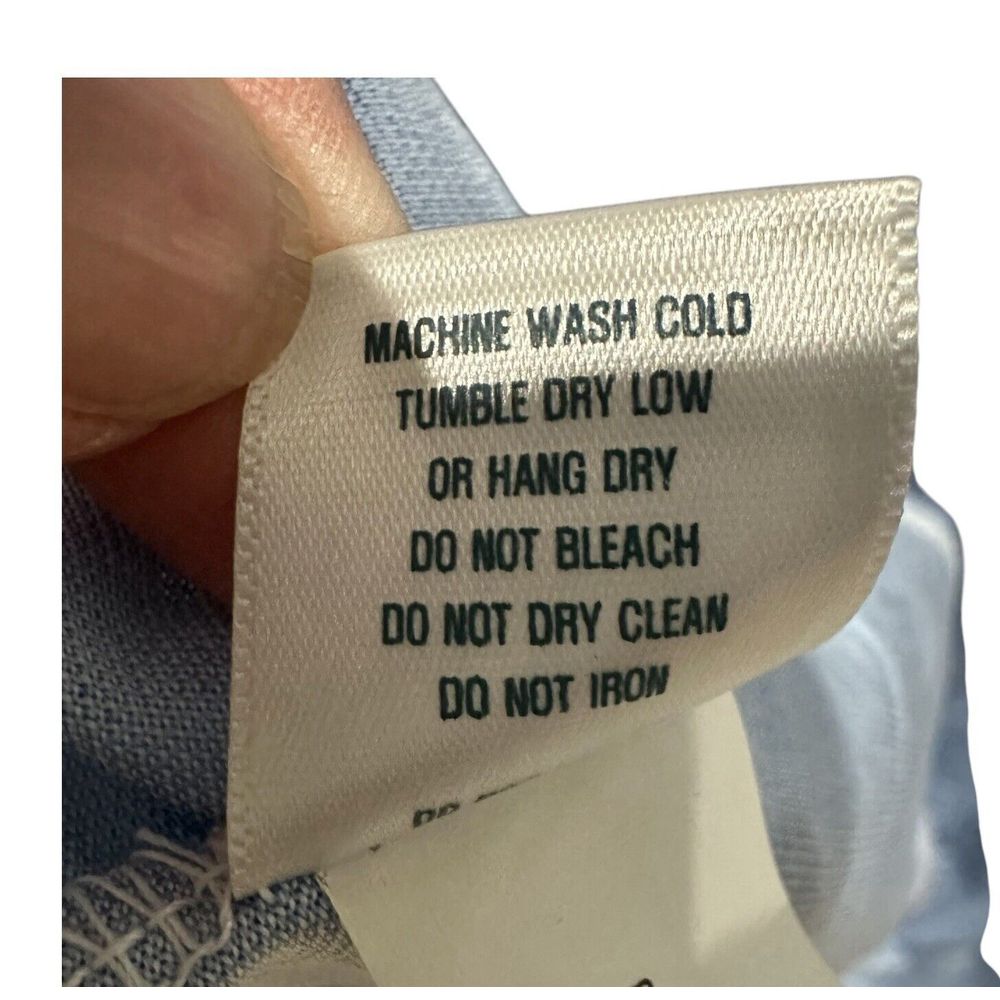 MACHINE WASH COLD
TUMBLE DRY LOW
OR HANG DRY
DO NOT BLEACH
DO NOT DRY CLEAN
DO NOT IRON